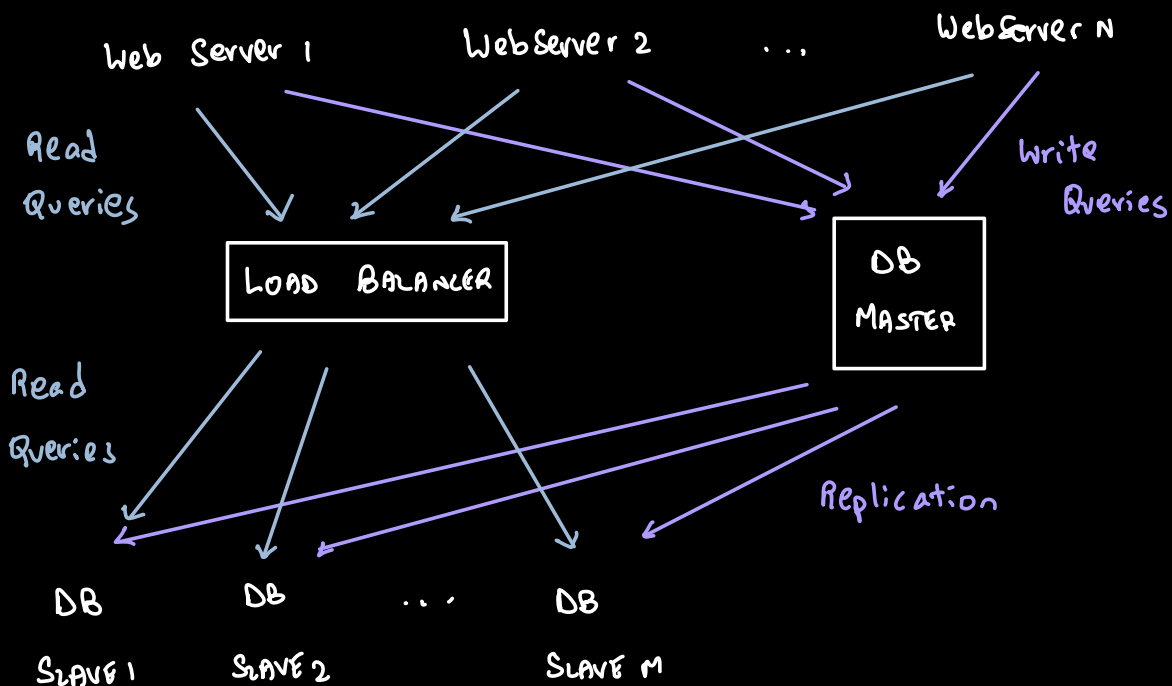 Web Server 1
WebServer 2
...
WebServer N
Read
Queries
Write
Queries
LOAD BALANCER
DB
MASTER
Read
Queries
Replication
DB
SLAVE 1
DB
SLAVE 2
...
DB
SLAVE M